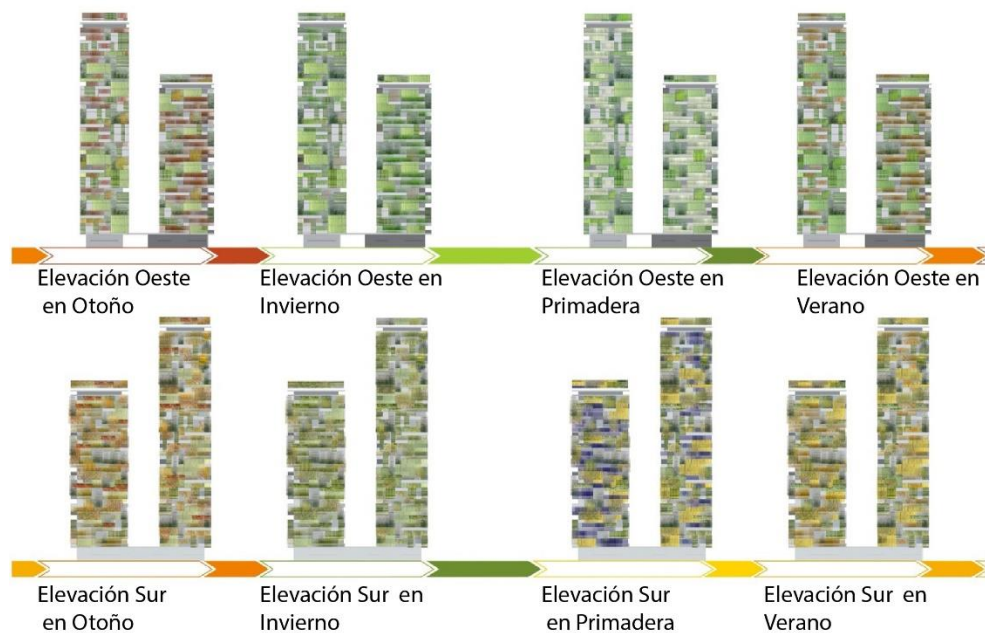 Elevación Oeste
en Otoño
Elevación Oeste en
Invierno
Elevación Oeste en
Primadera
Elevación Oeste en
Verano
Elevación Sur
en Otoño
Elevación Sur en
Invierno
Elevación Sur
en Primadera
Elevación Sur en
Verano